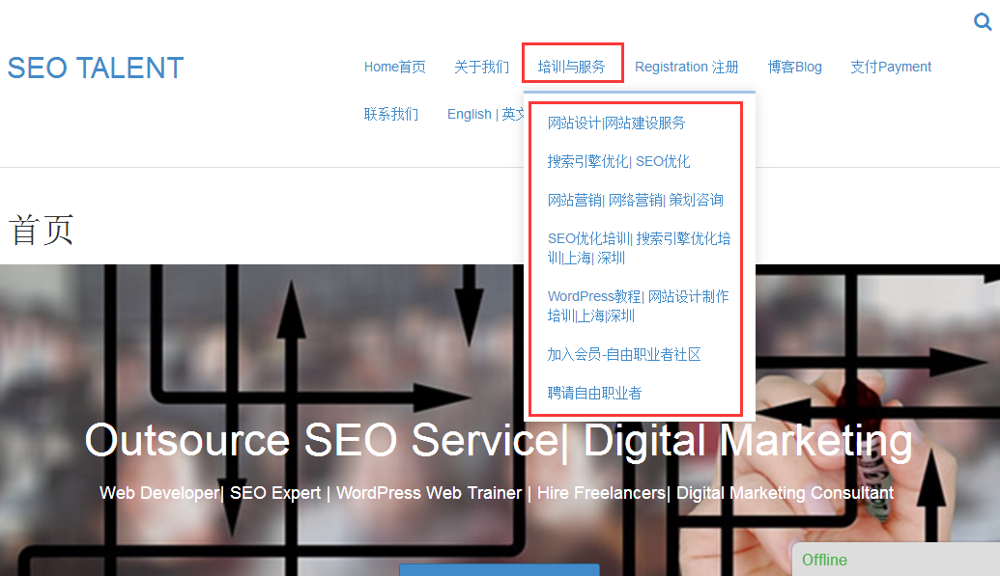 SEO TALENT
Home首页 关于我们 培训与服务 Registration 注册 博客Blog 支付Payment
联系我们 English | 英文
网站设计|网站建设服务
搜索引擎优化| SEO优化
网站营销| 网络营销| 策划咨询
SEO优化培训| 搜索引擎优化培
训|上海| 深圳
WordPress教程| 网站设计制作
培训|上海|深圳
加入会员-自由职业者社区
聘请自由职业者
首页
Outsource SEO Service| Digital Marketing
Web Developer| SEO Expert | WordPress Web Trainer | Hire Freelancers| Digital Marketing Consultant
Offline